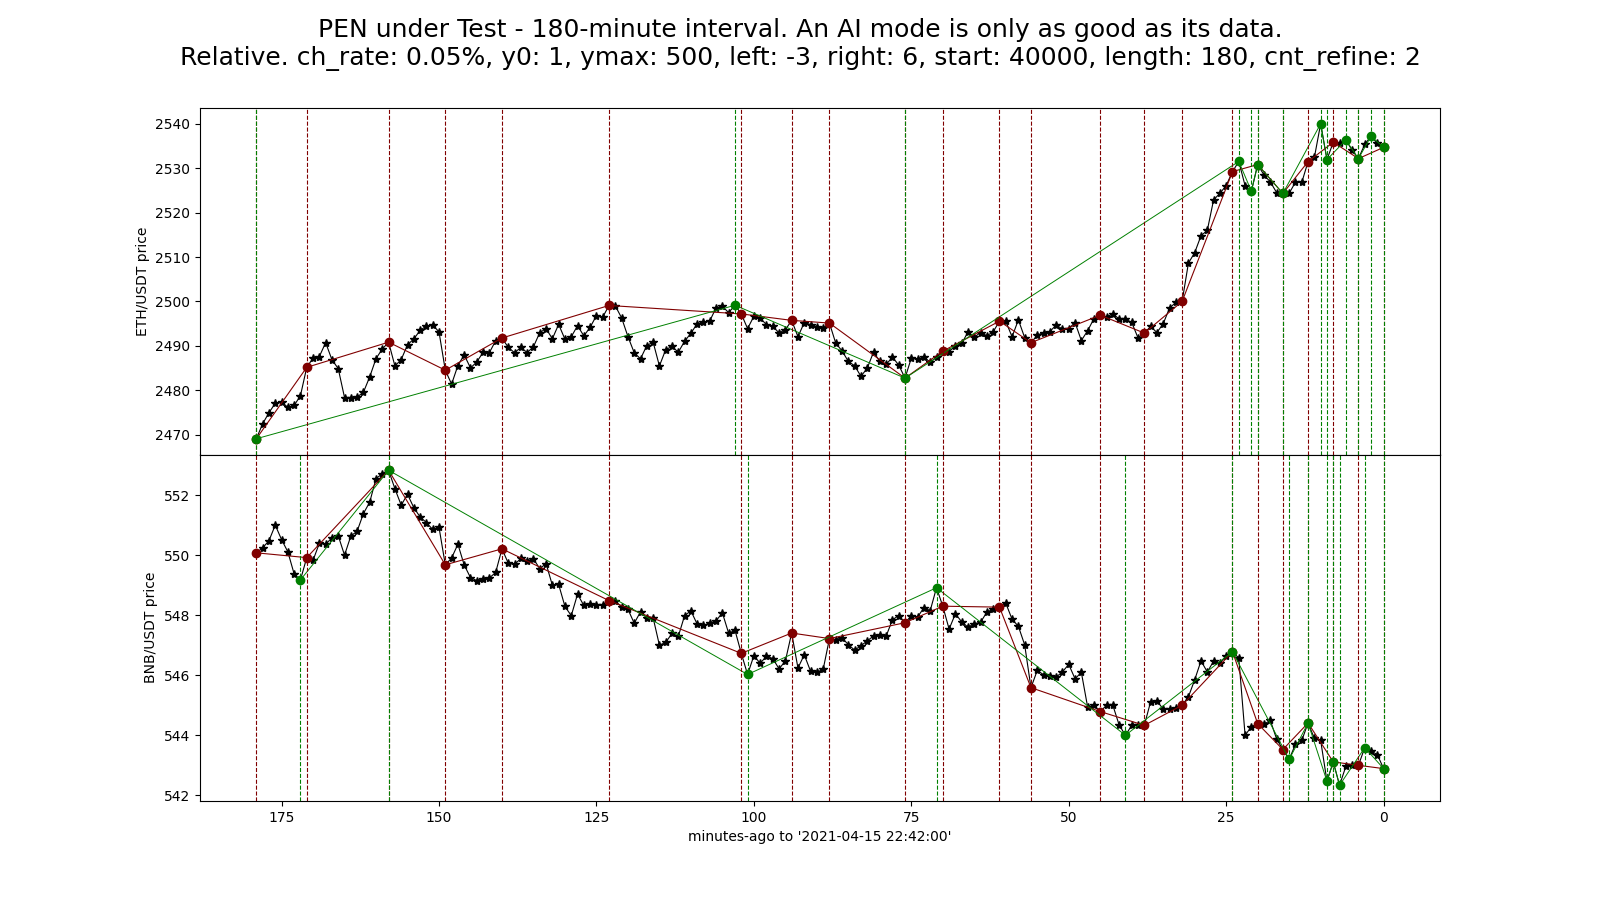 PEN under Test - 180-minute interval. An AI mode is only as good as its data.
Relative. ch_rate: 0.05%, y0: 1, ymax: 500, left: -3, right: 6, start: 40000, length: 180, cnt_refine: 2
ETH/USDT price
2540
2530
2520
2510
2500
2490
2480
2470
BNB/USDT price
552
550
548
546
544
542
175 150 125 100 75 50 25 0
minutes-ago to '2021-04-15 22:42:00'